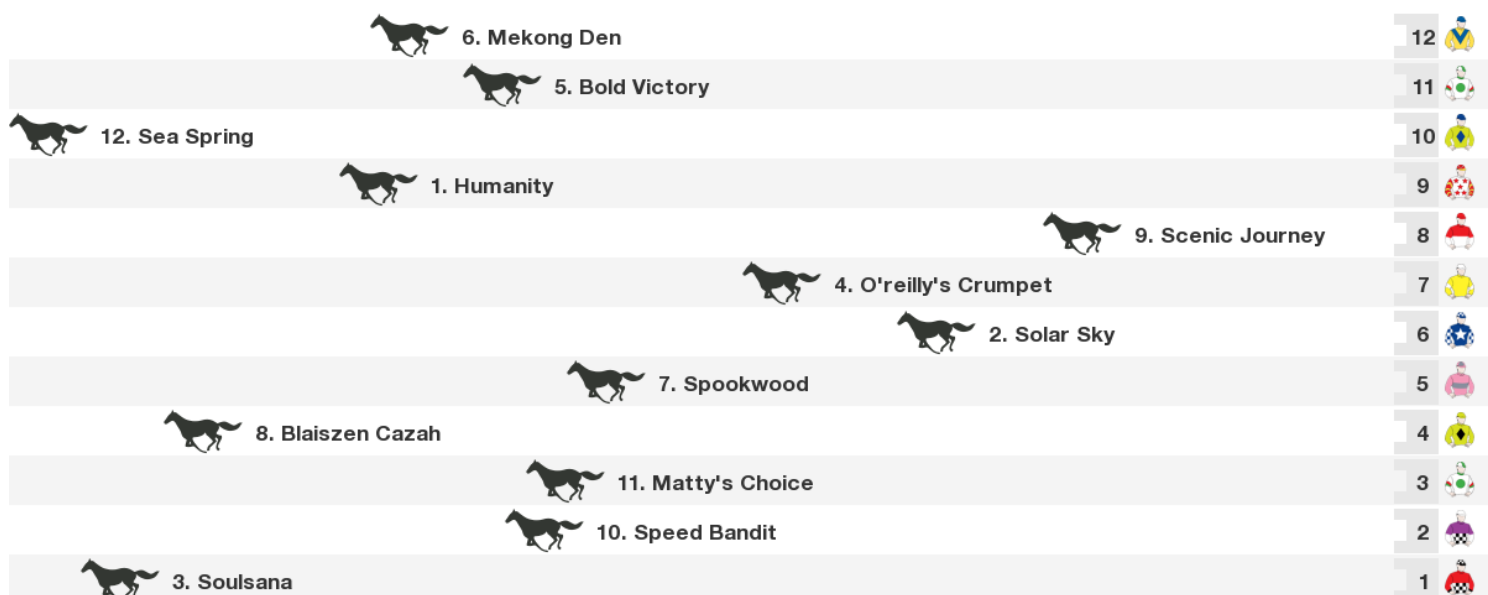 6. Mekong Den 12
5. Bold Victory 11
12. Sea Spring 10
1. Humanity 9
9. Scenic Journey 8
4. O'reilly's Crumpet 7
2. Solar Sky 6
7. Spookwood 5
8. Blaiszen Cazah 4
11. Matty's Choice 3
10. Speed Bandit 2
3. Soulsana 1